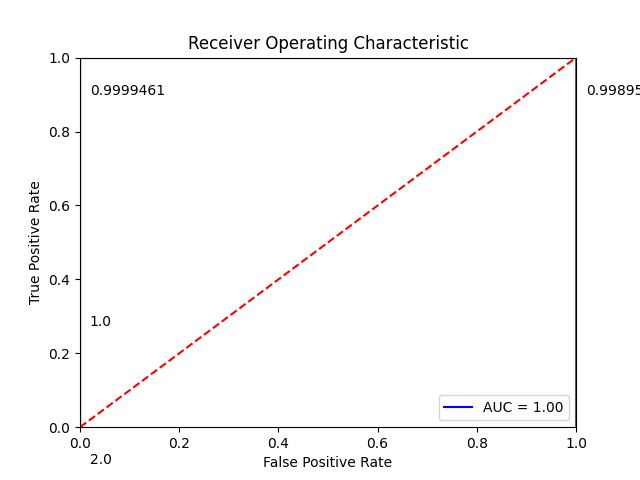 Receiver Operating Characteristic
1.0
0.9999461
0.99895
0.8
0.6
True Positive Rate
0.4
1.0
0.2
AUC = 1.00
0.0
0.0 0.2 0.4 0.6 0.8 1.0
2.0
False Positive Rate